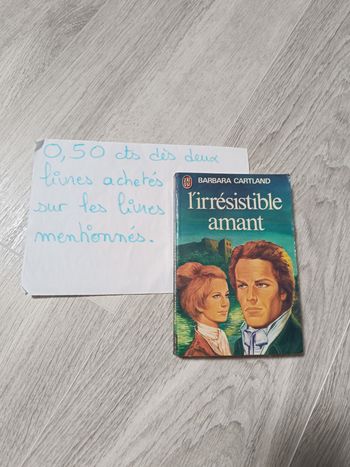 0,50 cts dès deux
livres achetés
sur les livres
mentionnés.
J'AI LU
BARBARA CARTLAND
l'irrésistible
amant